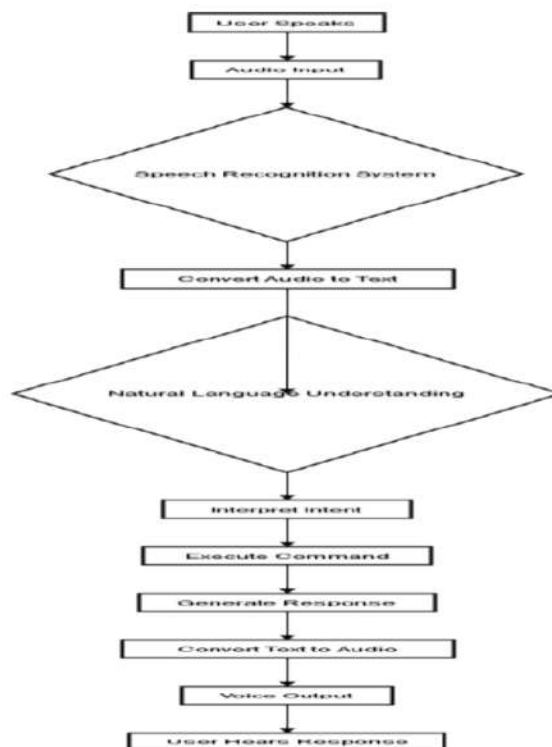 User Speaks
Audio Input
Speech Recognition System
Convert Audio to Text
Natural Language Understanding
Interpret Intent
Execute Command
Generate Response
Convert Text to Audio
Voice Output
User Hears Response